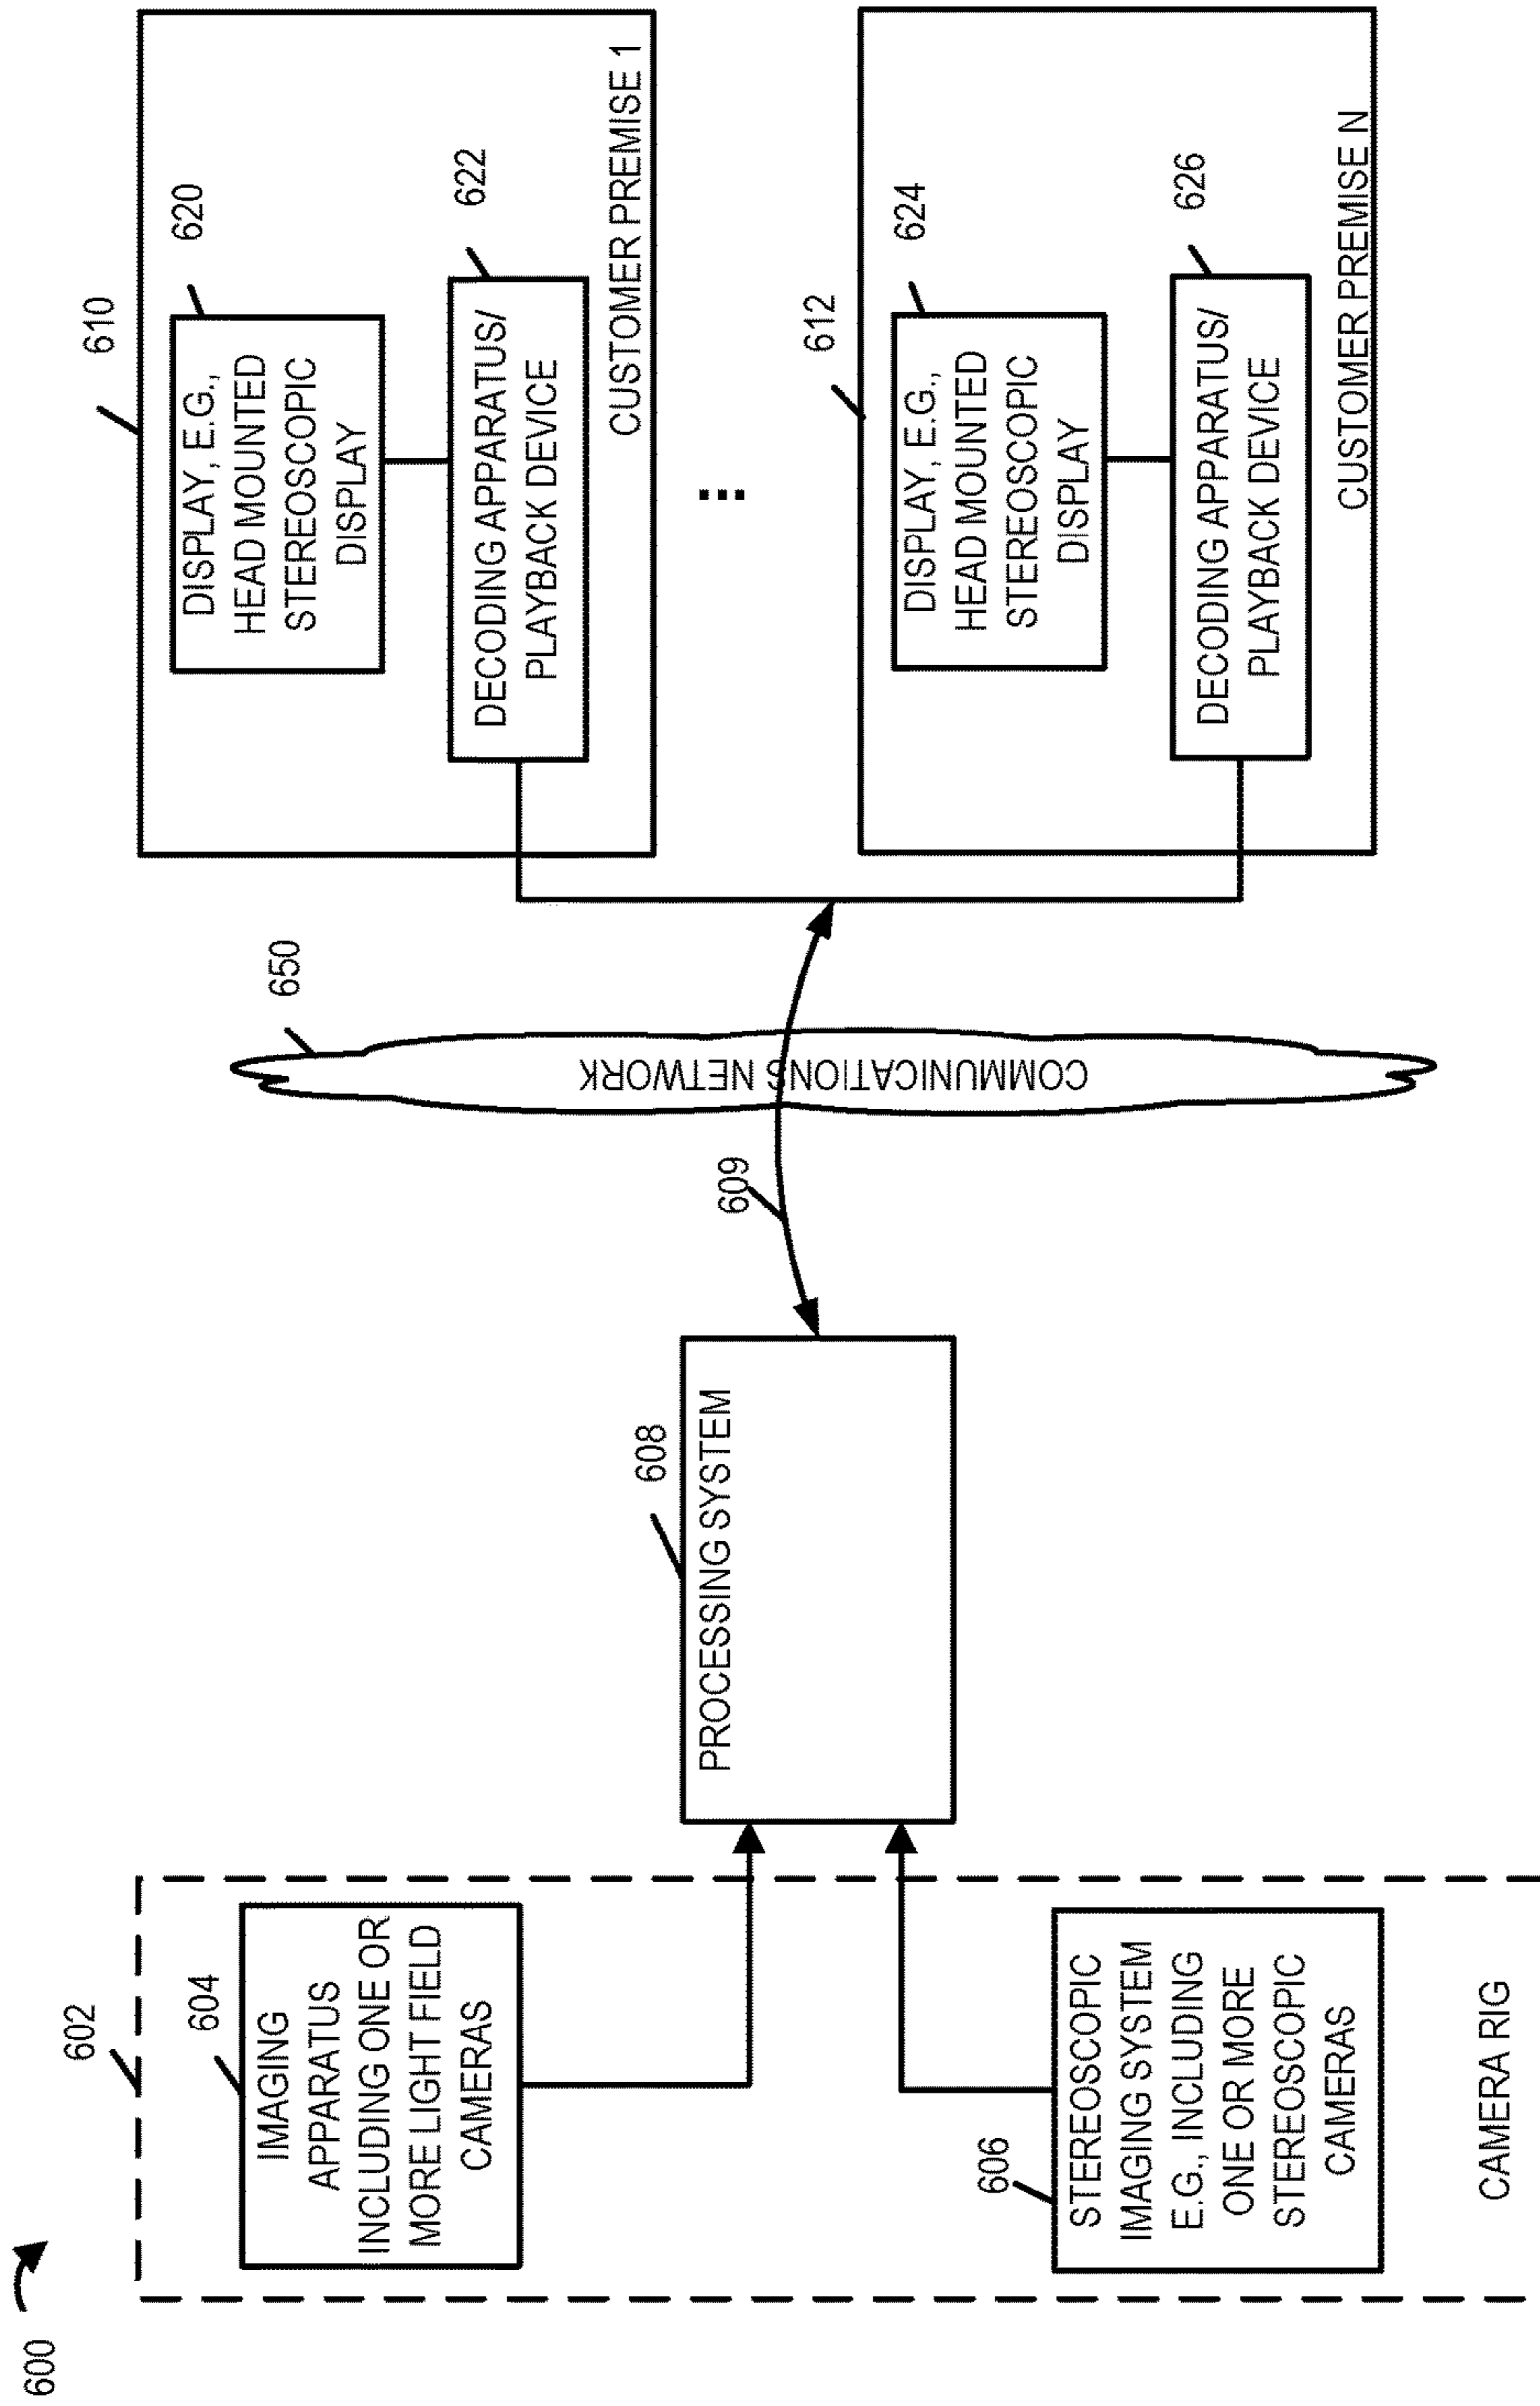 600
602
604
IMAGING
APPARATUS
INCLUDING ONE OR
MORE LIGHT FIELD
CAMERAS
606
STEREOSCOPIC
IMAGING SYSTEM
E.G., INCLUDING
ONE OR MORE
STEREOSCOPIC
CAMERAS
CAMERA RIG
608
PROCESSING SYSTEM
609
650
COMMUNICATIONS NETWORK
610
620
DISPLAY, E.G.,
HEAD MOUNTED
STEREOSCOPIC
DISPLAY
622
DECODING APPARATUS/
PLAYBACK DEVICE
CUSTOMER PREMISE 1
...
612
624
DISPLAY, E.G.,
HEAD MOUNTED
STEREOSCOPIC
DISPLAY
626
DECODING APPARATUS/
PLAYBACK DEVICE
CUSTOMER PREMISE N